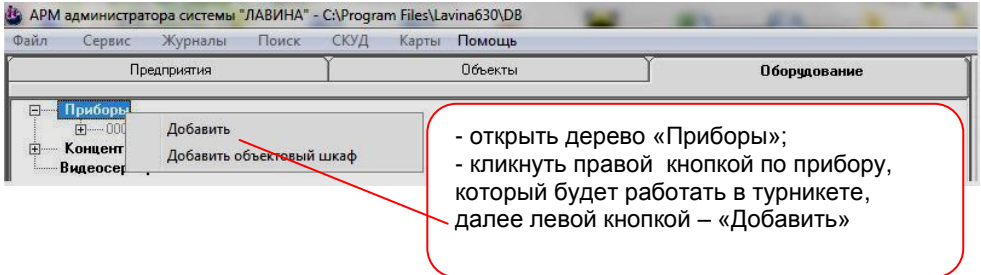 АРМ администратора системы "ЛАВИНА" - C:\Program Files\Lavina630\DB
Файл Сервис Журналы Поиск СКУД Карты Помощь
Предприятия Объекты Оборудование
Приборы
000
Добавить
Концент
Добавить объектовый шкаф
Видеосер
- открыть дерево «Приборы»;
- кликнуть правой кнопкой по прибору,
который будет работать в турникете,
далее левой кнопкой – «Добавить»